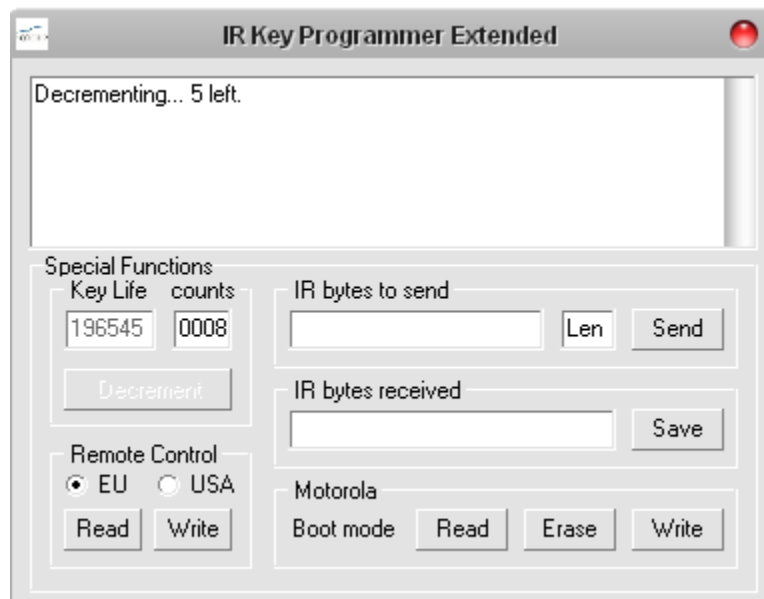 IR Key Programmer Extended
Decrementing... 5 left.
Special Functions
Key Life counts
196545 0008
Decrement
Remote Control
EU USA
Read Write
IR bytes to send
Len Send
IR bytes received
Save
Motorola
Boot mode Read Erase Write